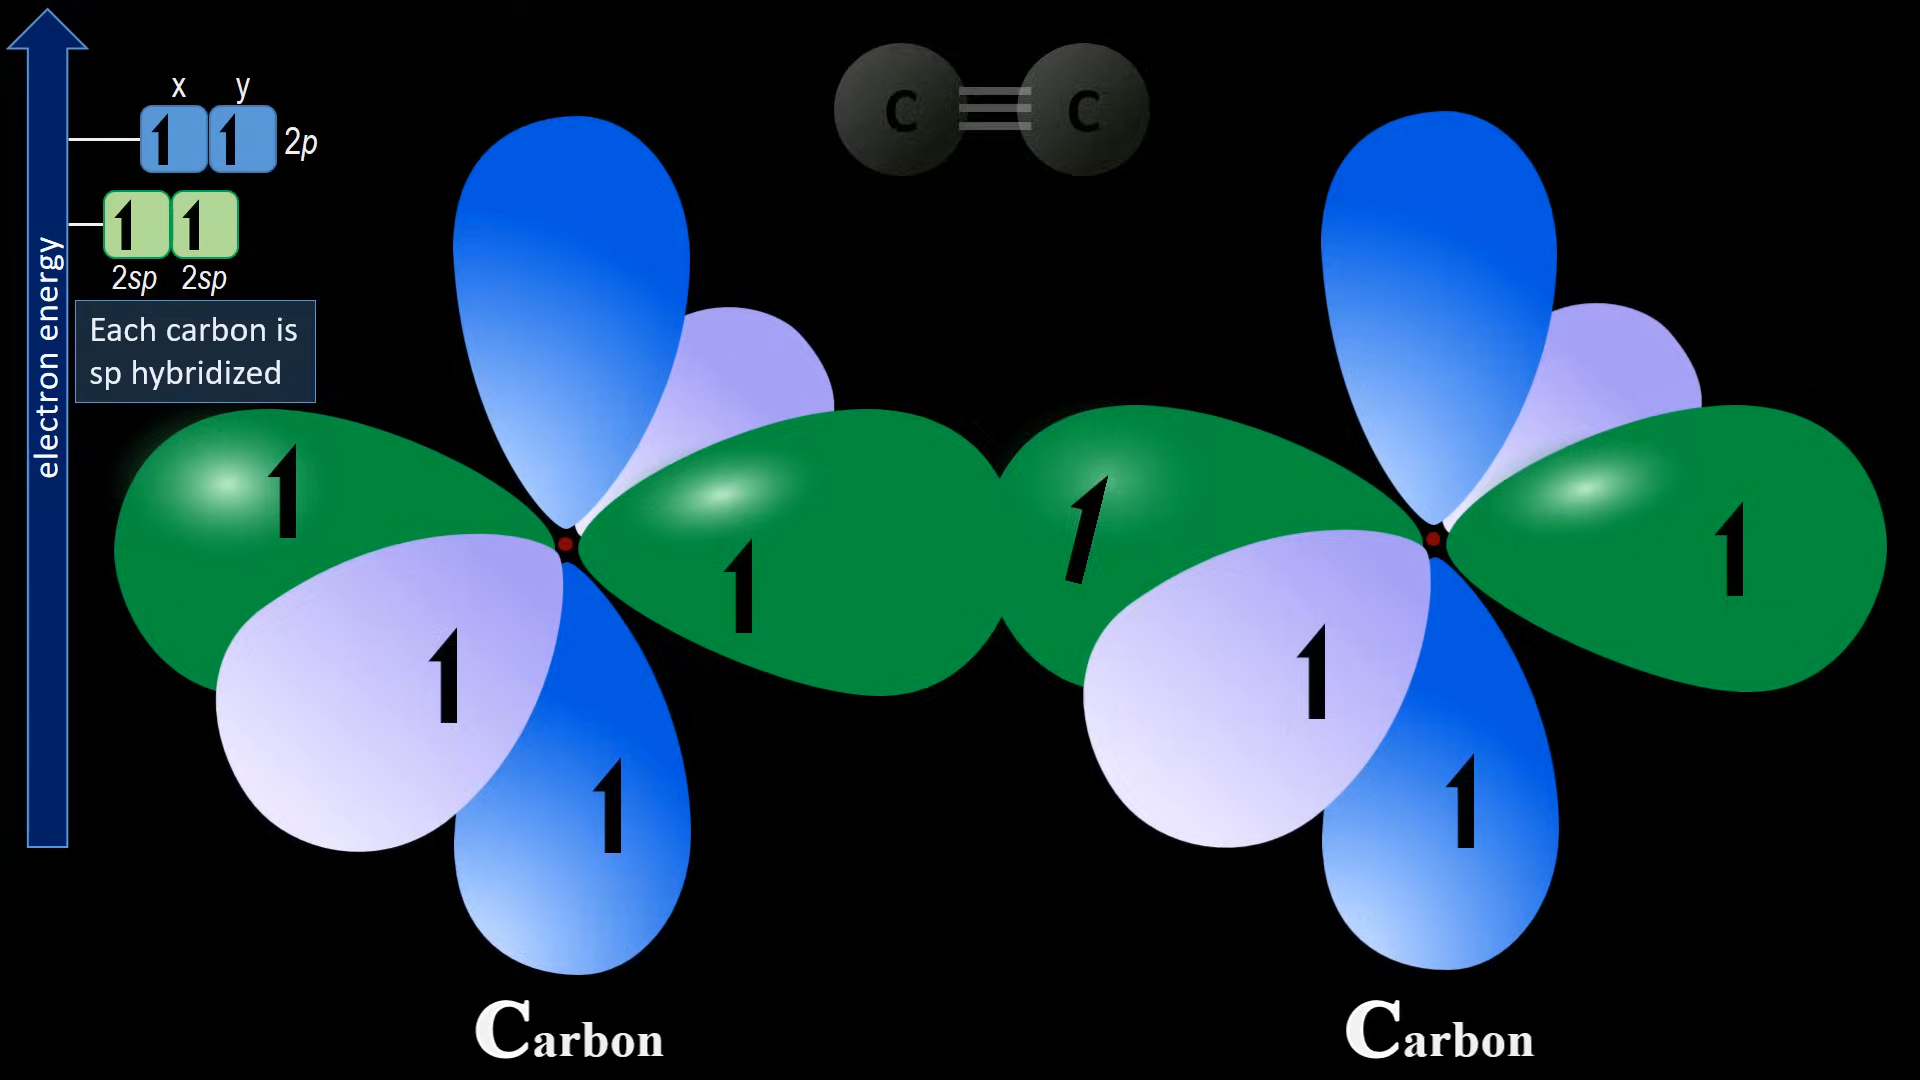 x y
2p
2sp 2sp
Each carbon is
sp hybridized
electron energy
C C
Carbon
Carbon